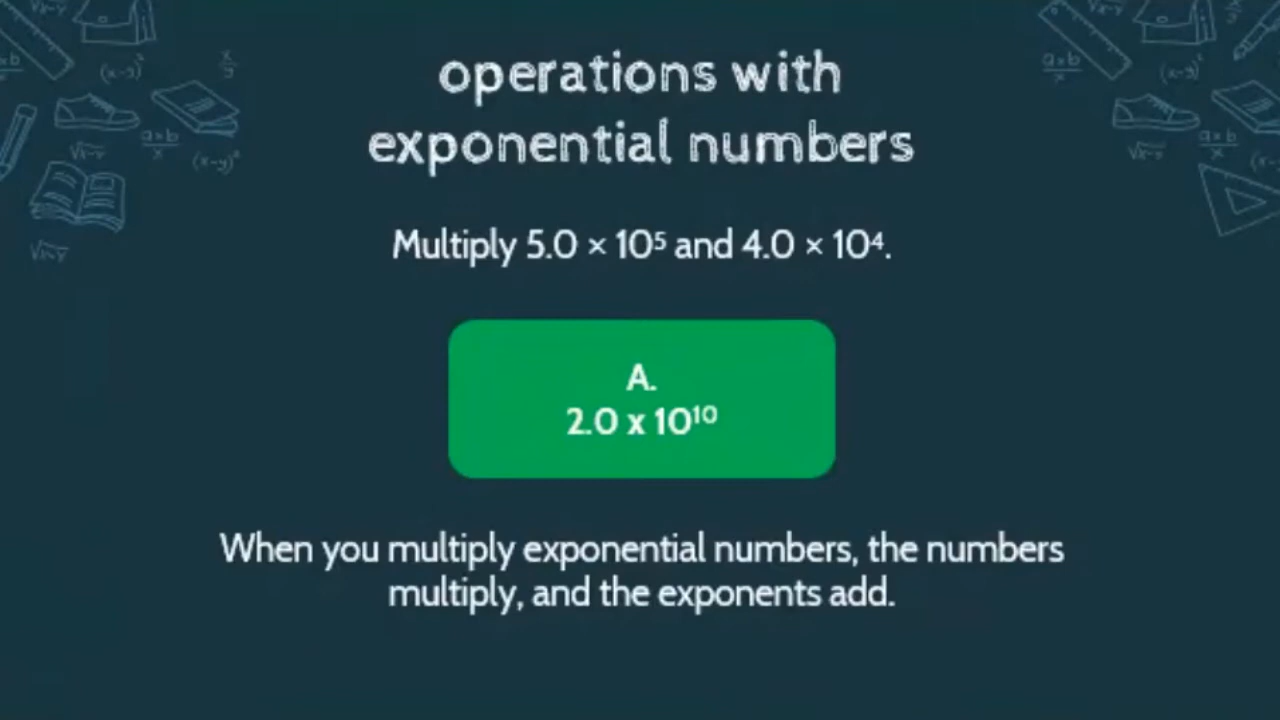 operations with
exponential numbers
Multiply 5.0 × 10⁵ and 4.0 × 10⁴.
A.
2.0 x 10¹⁰
When you multiply exponential numbers, the numbers
multiply, and the exponents add.